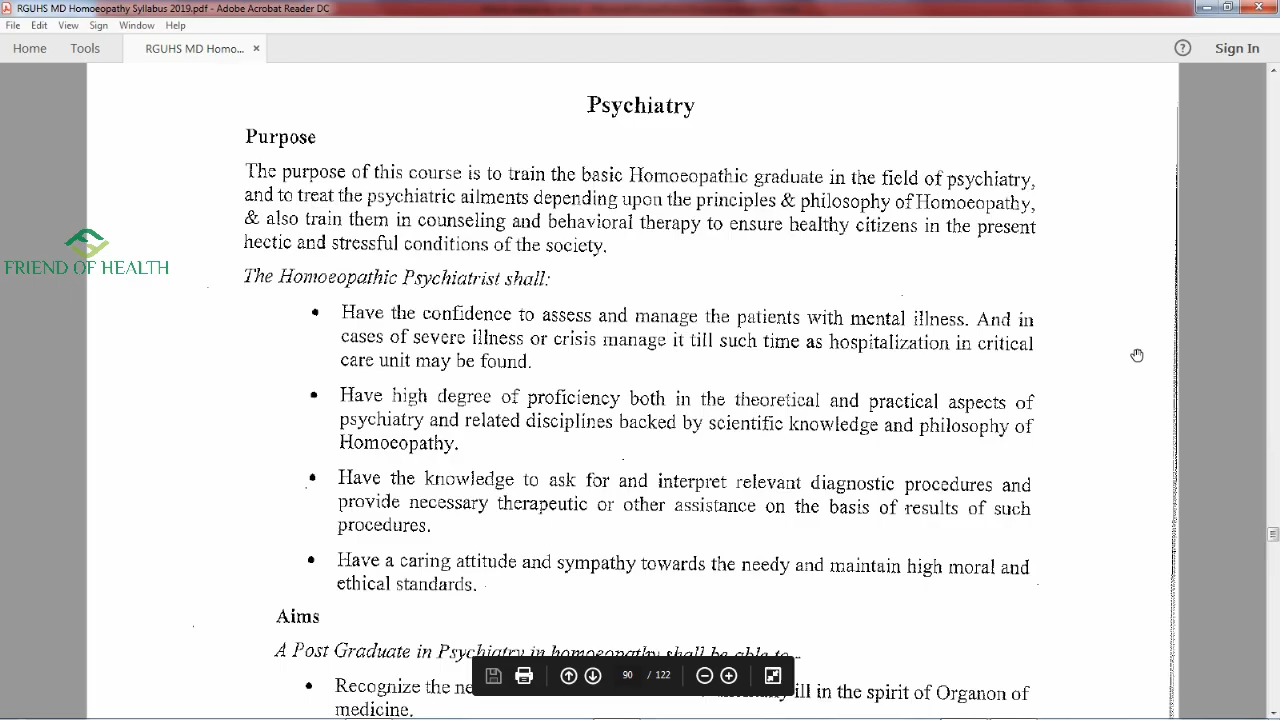 RGUHS MD Homoeopathy Syllabus 2019.pdf - Adobe Acrobat Reader DC
File Edit View Sign Window Help
Home Tools RGUHS MD Homo... × ? Sign In
Psychiatry
Purpose
The purpose of this course is to train the basic Homoeopathic graduate in the field of psychiatry,
and to treat the psychiatric ailments depending upon the principles & philosophy of Homoeopathy,
& also train them in counseling and behavioral therapy to ensure healthy citizens in the present
hectic and stressful conditions of the society.
FRIEND OF HEALTH
The Homoeopathic Psychiatrist shall:
• Have the confidence to assess and manage the patients with mental illness. And in
cases of severe illness or crisis manage it till such time as hospitalization in critical
care unit may be found.
• Have high degree of proficiency both in the theoretical and practical aspects of
psychiatry and related disciplines backed by scientific knowledge and philosophy of
Homoeopathy.
• Have the knowledge to ask for and interpret relevant diagnostic procedures and
provide necessary therapeutic or other assistance on the basis of results of such
procedures.
• Have a caring attitude and sympathy towards the needy and maintain high moral and
ethical standards.
Aims
A Post Graduate in Psychiatry in homoeopathy shall be able to
90 / 122
• Recognize the ill in the spirit of Organon of
medicine.